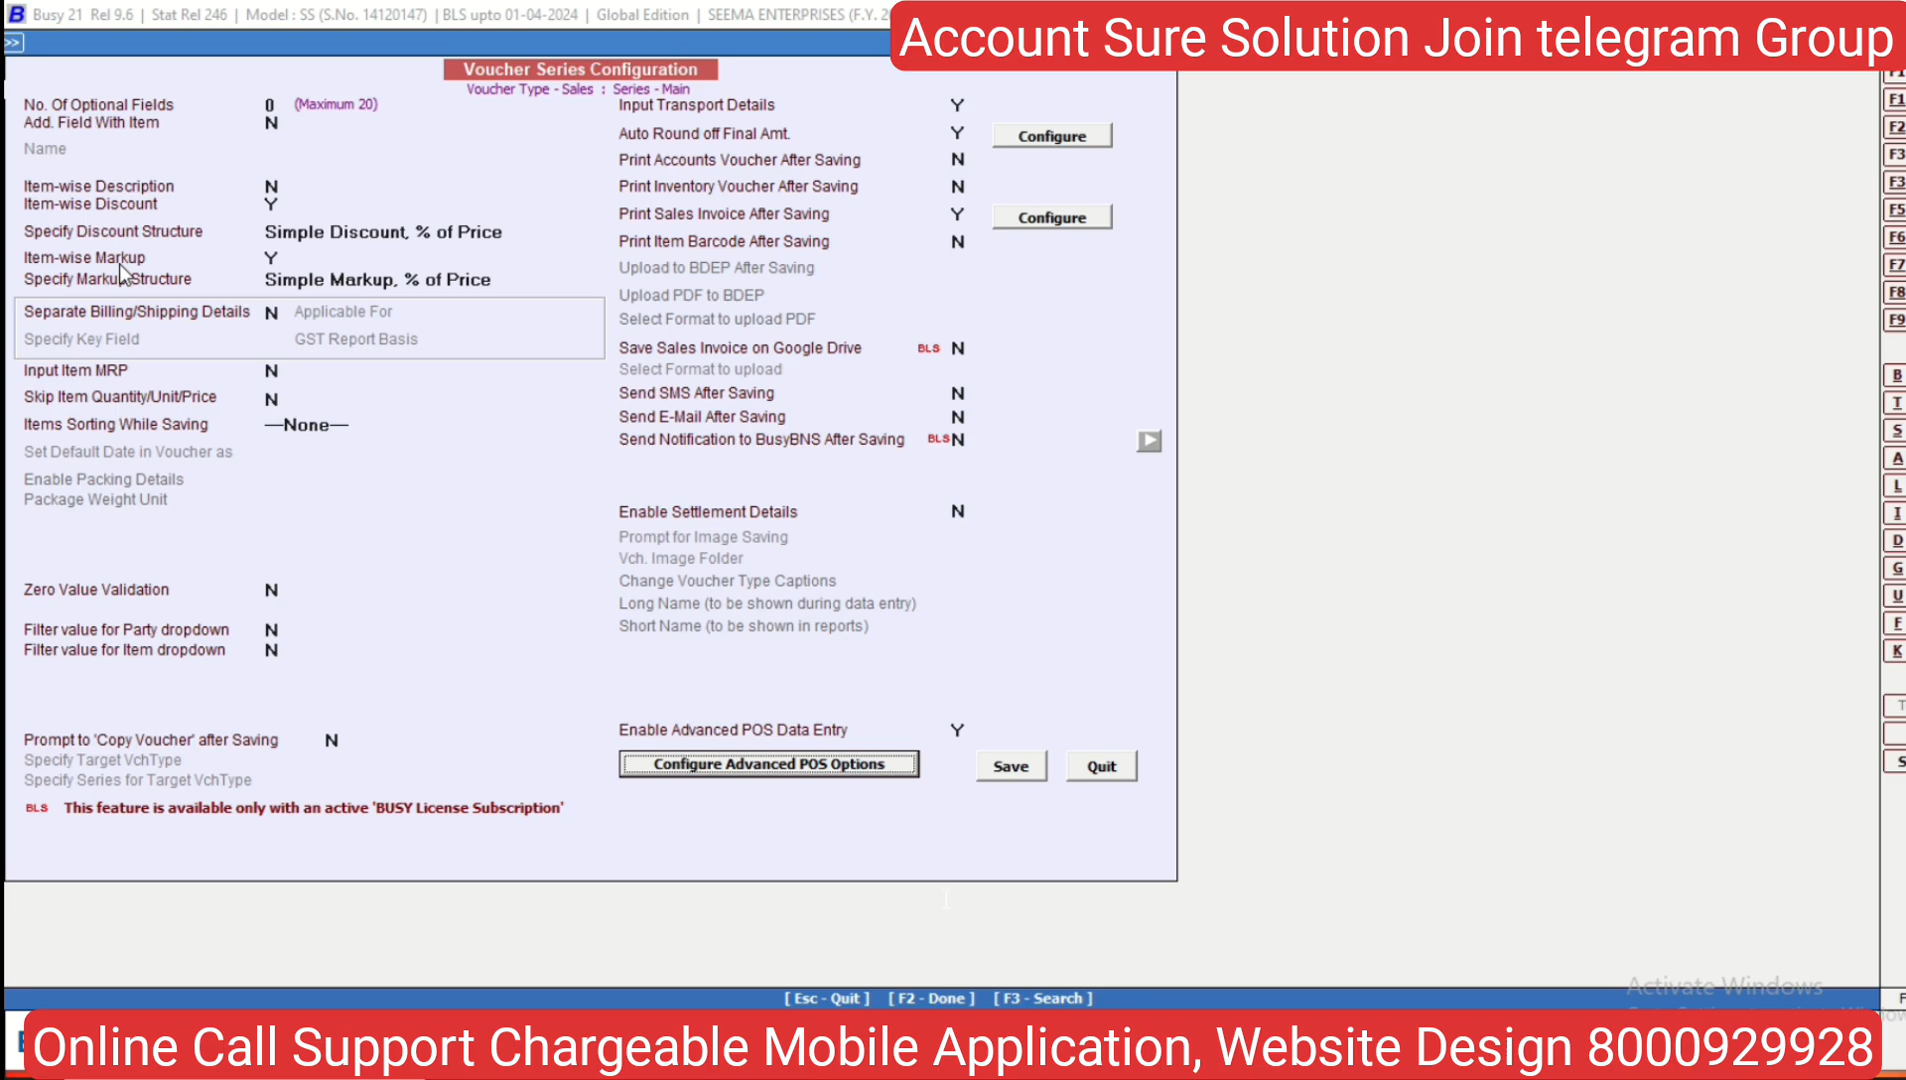 Busy 21 Rel 9.6 | Stat Rel 246 | Model : SS (S.No. 14120147) | BLS upto 01-04-2024 | Global Edition | SEEMA ENTERPRISES (F.Y.
Account Sure Solution Join telegram Group
>>
Voucher Series Configuration
Voucher Type - Sales : Series - Main
No. Of Optional Fields 0 (Maximum 20)
Add. Field With Item N
Name
Item-wise Description N
Item-wise Discount Y
Specify Discount Structure Simple Discount, % of Price
Item-wise Markup Y
Specify Markup Structure Simple Markup, % of Price
Separate Billing/Shipping Details N Applicable For
Specify Key Field GST Report Basis
Input Item MRP N
Skip Item Quantity/Unit/Price N
Items Sorting While Saving —None—
Set Default Date in Voucher as
Enable Packing Details
Package Weight Unit
Zero Value Validation N
Filter value for Party dropdown N
Filter value for Item dropdown N
Prompt to 'Copy Voucher' after Saving N
Specify Target VchType
Specify Series for Target VchType
BLS This feature is available only with an active 'BUSY License Subscription'
Input Transport Details Y
Auto Round off Final Amt. Y Configure
Print Accounts Voucher After Saving N
Print Inventory Voucher After Saving N
Print Sales Invoice After Saving Y Configure
Print Item Barcode After Saving N
Upload to BDEP After Saving
Upload PDF to BDEP
Select Format to upload PDF
Save Sales Invoice on Google Drive BLS N
Select Format to upload
Send SMS After Saving N
Send E-Mail After Saving N
Send Notification to BusyBNS After Saving BLS N
Enable Settlement Details N
Prompt for Image Saving
Vch. Image Folder
Change Voucher Type Captions
Long Name (to be shown during data entry)
Short Name (to be shown in reports)
Enable Advanced POS Data Entry Y
Configure Advanced POS Options Save Quit
F1
F2
F3
F3
F5
F6
F7
F8
F9
B
T
S
A
L
I
D
G
U
F
K
T
S
Activate Windows
[ Esc - Quit ] [ F2 - Done ] [ F3 - Search ]
Online Call Support Chargeable Mobile Application, Website Design 8000929928